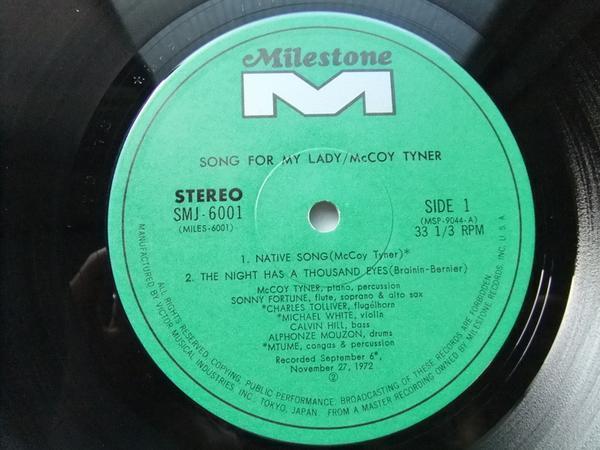 Milestone
M
SONG FOR MY LADY/McCOY TYNER
STEREO
SMJ-6001
(MILES-6001)
SIDE 1
(MSP-9044-A)
33 1/3 RPM
1. NATIVE SONG(McCoy Tyner)*
2. THE NIGHT HAS A THOUSAND EYES(Brainin-Bernier)
McCOY TYNER, piano, percussion
SONNY FORTUNE, flute, soprano & alto sax
*CHARLES TOLLIVER, flugelhorn
*MICHAEL WHITE, violin
CALVIN HILL, bass
ALPHONZE MOUZON, drums
*MTUME, congas & percussion
Recorded September 6*,
November 27, 1972
Ⓟ
ALL RIGHTS RESERVED. COPYING, PUBLIC PERFORMANCE, BROADCASTING OF THESE RECORDS ARE FORBIDDEN.
MANUFACTURED BY VICTOR MUSICAL INDUSTRIES, INC. TOKYO, JAPAN. FROM A MASTER RECORDING OWNED BY MILESTONE RECORDS INC. U.S.A.